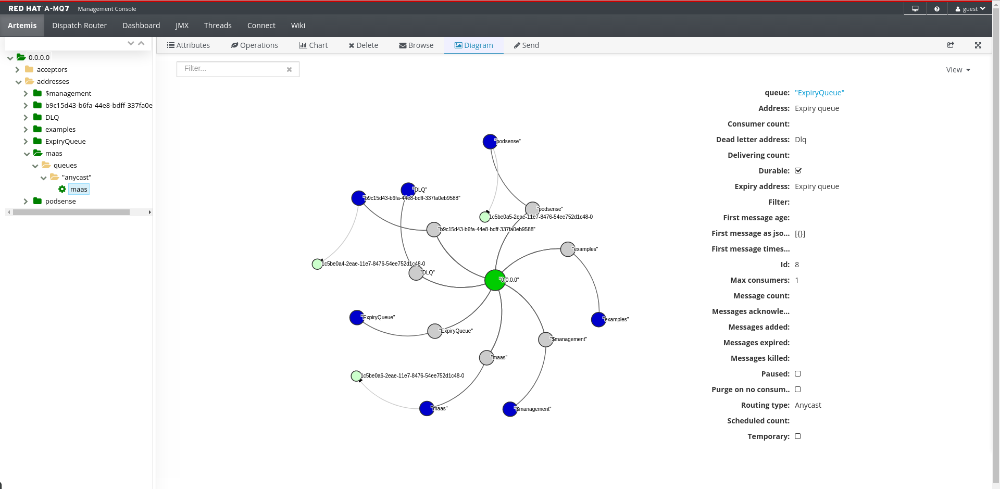 RED HAT A-MQ7 Management Console
guest
Artemis Dispatch Router Dashboard JMX Threads Connect Wiki
Attributes Operations Chart Delete Browse Diagram Send
0.0.0.0
acceptors
addresses
$management
b9c15d43-b6fa-44e8-bdff-337fa0e
DLQ
examples
ExpiryQueue
maas
queues
"anycast"
maas
podsense
Filter...
View
"podsense"
"DLQ"
"b9c15d43-b6fa-44e8-bdff-337fa0eb9588"
"podsense"
1c5be0a5-2eae-11e7-8476-54ee752d1c48-0
"b9c15d43-b6fa-44e8-bdff-337fa0eb9588"
"examples"
1c5be0a4-2eae-11e7-8476-54ee752d1c48-0
"DLQ"
"0.0.0.0"
"ExpiryQueue"
"examples"
"ExpiryQueue"
"$management"
"maas"
1c5be0a6-2eae-11e7-8476-54ee752d1c48-0
"maas"
"$management"
queue: "ExpiryQueue"
Address: Expiry queue
Consumer count:
Dead letter address: Dlq
Delivering count:
Durable:
Expiry address: Expiry queue
Filter:
First message age:
First message as jso... [{}]
First message times...
Id: 8
Max consumers: 1
Message count:
Messages acknowle...
Messages added:
Messages expired:
Messages killed:
Paused:
Purge on no consum..
Routing type: Anycast
Scheduled count:
Temporary: